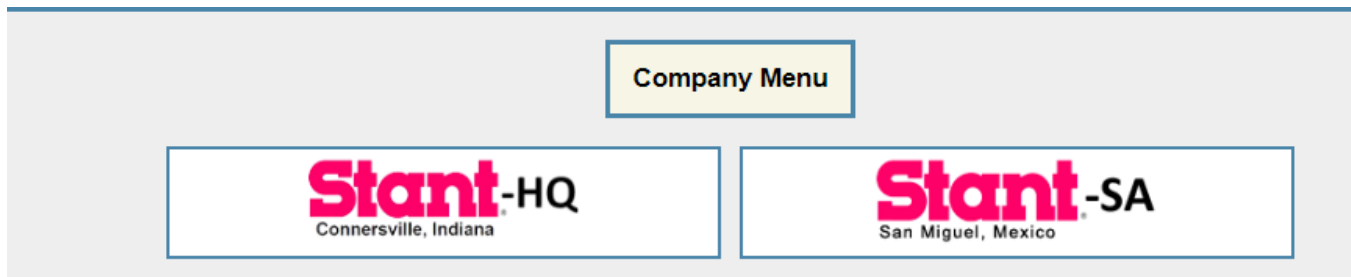 Company Menu
Stant®-HQ
Connersville, Indiana
Stant®-SA
San Miguel, Mexico